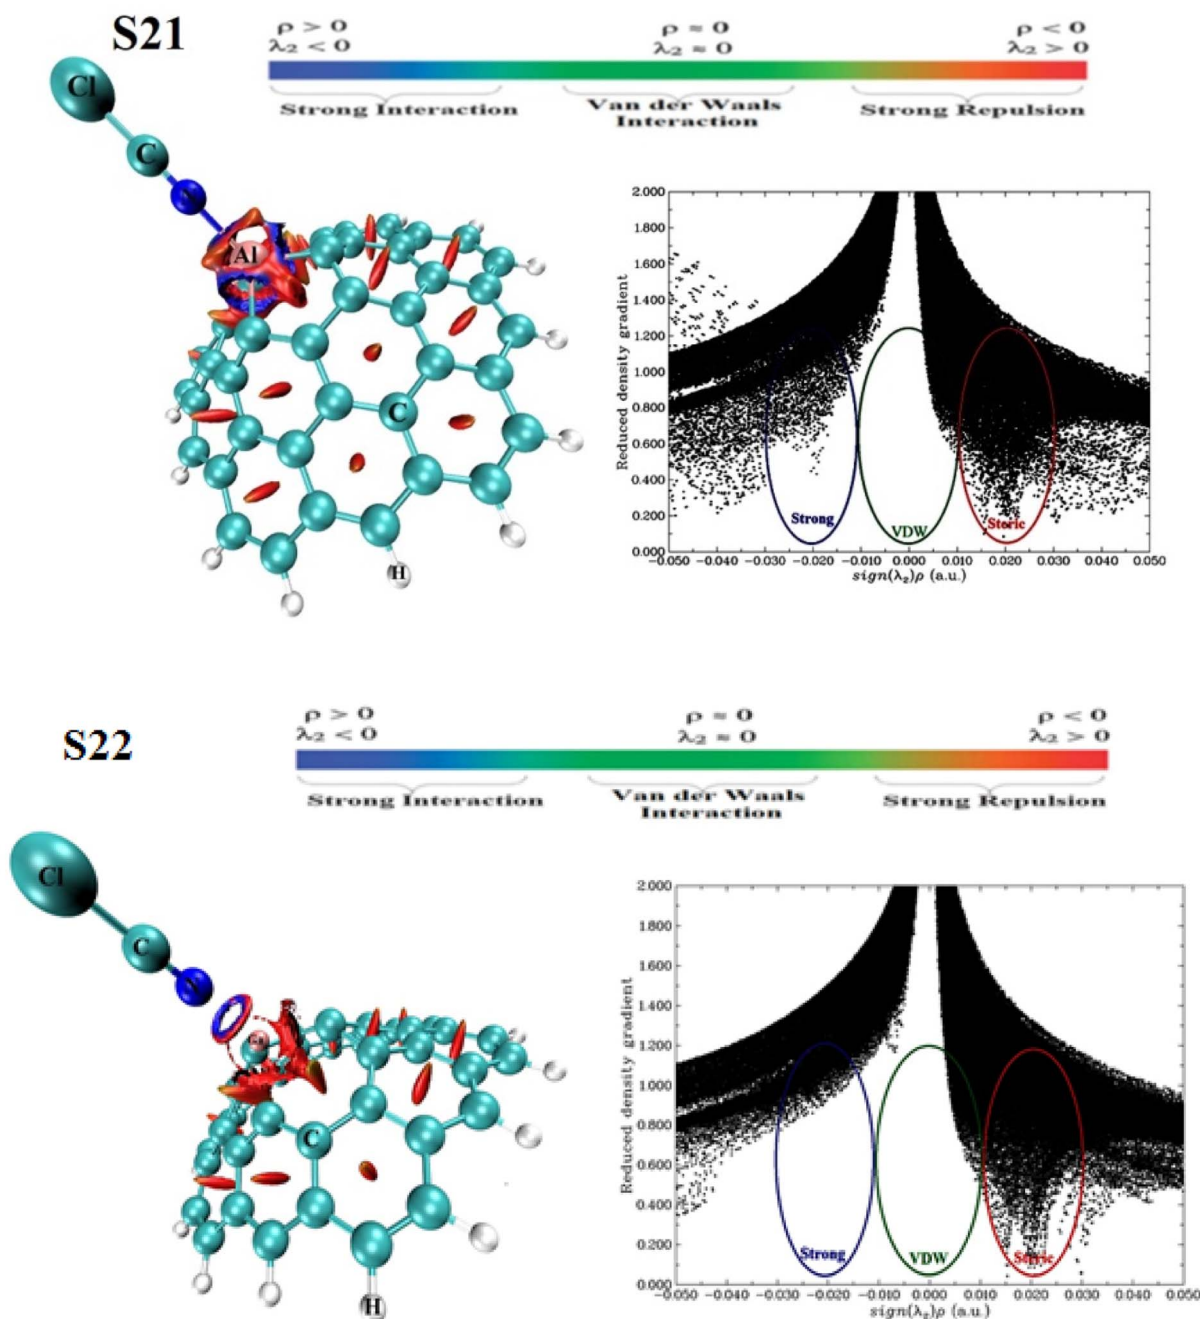 S21
ρ > 0 ρ ≈ 0 ρ < 0
λ₂ < 0 λ₂ ≈ 0 λ₂ > 0
Strong Interaction Van der Waals Interaction Strong Repulsion
Cl
C
Al
C
H
2.000
1.800
1.600
1.400
1.200
1.000
0.800
0.600
0.400
0.200
0.000
Reduced density gradient
Strong VDW Steric
-0.050 -0.040 -0.030 -0.020 -0.010 0.000 0.010 0.020 0.030 0.040 0.050
sign(λ₂)ρ (a.u.)
S22
ρ > 0 ρ ≈ 0 ρ < 0
λ₂ < 0 λ₂ ≈ 0 λ₂ > 0
Strong Interaction Van der Waals Interaction Strong Repulsion
Cl
C
Ga
C
H
2.000
1.800
1.600
1.400
1.200
1.000
0.800
0.600
0.400
0.200
0.000
Reduced density gradient
Strong VDW Steric
-0.050 -0.040 -0.030 -0.020 -0.010 0.000 0.010 0.020 0.030 0.040 0.050
sign(λ₂)ρ (a.u.)